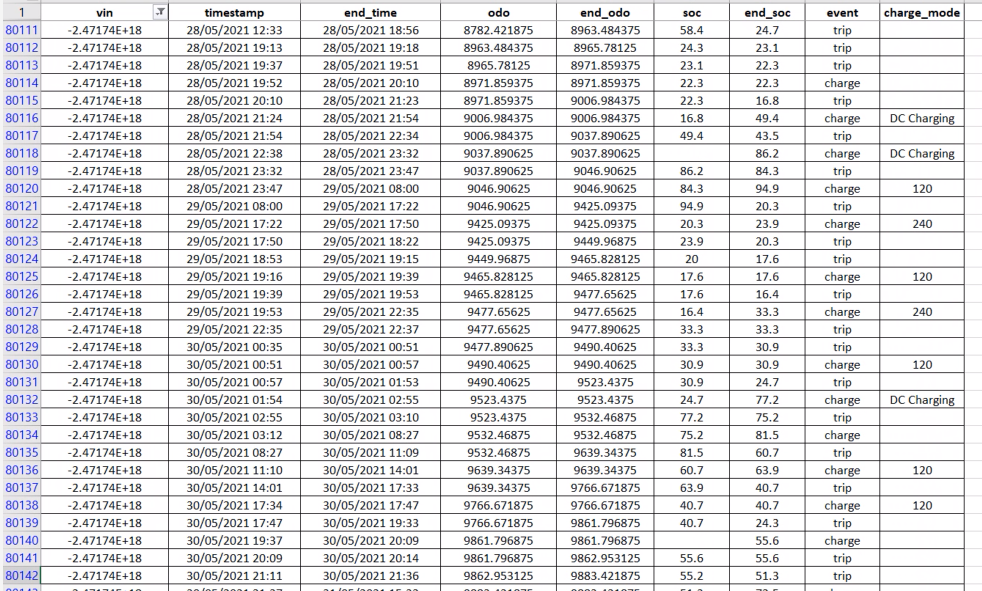 1 vin timestamp end_time odo end_odo soc end_soc event charge_mode
80111 -2.47174E+18 28/05/2021 12:33 28/05/2021 18:56 8782.421875 8963.484375 58.4 24.7 trip
80112 -2.47174E+18 28/05/2021 19:13 28/05/2021 19:18 8963.484375 8965.78125 24.3 23.1 trip
80113 -2.47174E+18 28/05/2021 19:37 28/05/2021 19:51 8965.78125 8971.859375 23.1 22.3 trip
80114 -2.47174E+18 28/05/2021 19:52 28/05/2021 20:10 8971.859375 8971.859375 22.3 22.3 charge
80115 -2.47174E+18 28/05/2021 20:10 28/05/2021 21:23 8971.859375 9006.984375 22.3 16.8 trip
80116 -2.47174E+18 28/05/2021 21:24 28/05/2021 21:54 9006.984375 9006.984375 16.8 49.4 charge DC Charging
80117 -2.47174E+18 28/05/2021 21:54 28/05/2021 22:34 9006.984375 9037.890625 49.4 43.5 trip
80118 -2.47174E+18 28/05/2021 22:38 28/05/2021 23:32 9037.890625 9037.890625 86.2 charge DC Charging
80119 -2.47174E+18 28/05/2021 23:32 28/05/2021 23:47 9037.890625 9046.90625 86.2 84.3 trip
80120 -2.47174E+18 28/05/2021 23:47 29/05/2021 08:00 9046.90625 9046.90625 84.3 94.9 charge 120
80121 -2.47174E+18 29/05/2021 08:00 29/05/2021 17:22 9046.90625 9425.09375 94.9 20.3 trip
80122 -2.47174E+18 29/05/2021 17:22 29/05/2021 17:50 9425.09375 9425.09375 20.3 23.9 charge 240
80123 -2.47174E+18 29/05/2021 17:50 29/05/2021 18:22 9425.09375 9449.96875 23.9 20.3 trip
80124 -2.47174E+18 29/05/2021 18:53 29/05/2021 19:15 9449.96875 9465.828125 20 17.6 trip
80125 -2.47174E+18 29/05/2021 19:16 29/05/2021 19:39 9465.828125 9465.828125 17.6 17.6 charge 120
80126 -2.47174E+18 29/05/2021 19:39 29/05/2021 19:53 9465.828125 9477.65625 17.6 16.4 trip
80127 -2.47174E+18 29/05/2021 19:53 29/05/2021 22:35 9477.65625 9477.65625 16.4 33.3 charge 240
80128 -2.47174E+18 29/05/2021 22:35 29/05/2021 22:37 9477.65625 9477.890625 33.3 33.3 trip
80129 -2.47174E+18 30/05/2021 00:35 30/05/2021 00:51 9477.890625 9490.40625 33.3 30.9 trip
80130 -2.47174E+18 30/05/2021 00:51 30/05/2021 00:57 9490.40625 9490.40625 30.9 30.9 charge 120
80131 -2.47174E+18 30/05/2021 00:57 30/05/2021 01:53 9490.40625 9523.4375 30.9 24.7 trip
80132 -2.47174E+18 30/05/2021 01:54 30/05/2021 02:55 9523.4375 9523.4375 24.7 77.2 charge DC Charging
80133 -2.47174E+18 30/05/2021 02:55 30/05/2021 03:10 9523.4375 9532.46875 77.2 75.2 trip
80134 -2.47174E+18 30/05/2021 03:12 30/05/2021 08:27 9532.46875 9532.46875 75.2 81.5 charge
80135 -2.47174E+18 30/05/2021 08:27 30/05/2021 11:09 9532.46875 9639.34375 81.5 60.7 trip
80136 -2.47174E+18 30/05/2021 11:10 30/05/2021 14:01 9639.34375 9639.34375 60.7 63.9 charge 120
80137 -2.47174E+18 30/05/2021 14:01 30/05/2021 17:33 9639.34375 9766.671875 63.9 40.7 trip
80138 -2.47174E+18 30/05/2021 17:34 30/05/2021 17:47 9766.671875 9766.671875 40.7 40.7 charge 120
80139 -2.47174E+18 30/05/2021 17:47 30/05/2021 19:33 9766.671875 9861.796875 40.7 24.3 trip
80140 -2.47174E+18 30/05/2021 19:37 30/05/2021 20:09 9861.796875 9861.796875 55.6 charge
80141 -2.47174E+18 30/05/2021 20:09 30/05/2021 20:14 9861.796875 9862.953125 55.6 55.6 trip
80142 -2.47174E+18 30/05/2021 21:11 30/05/2021 21:36 9862.953125 9883.421875 55.2 51.3 trip